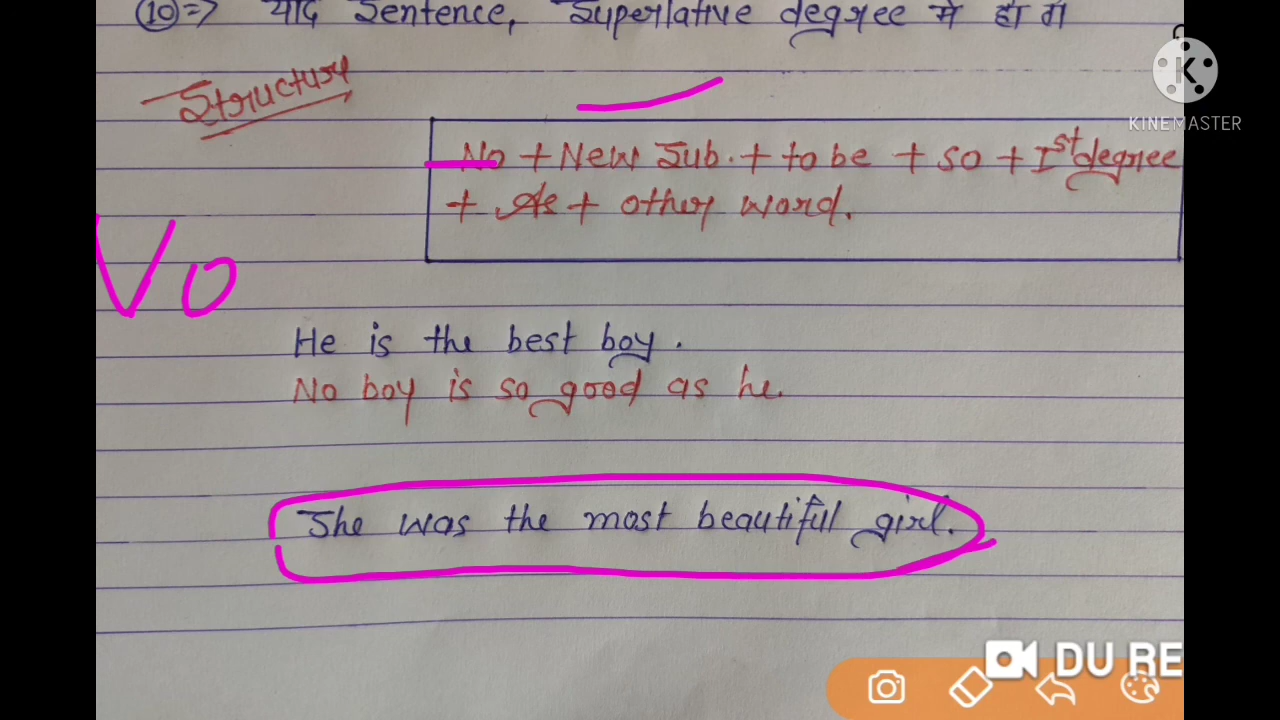 ⑩=> यदि Sentence, Superlative degree में हो तो
Structure
KINEMASTER
No + New Sub. + to be + so + Ist degree
+ As + other word.
No
He is the best boy.
No boy is so good as he.
She was the most beautiful girl.
DU RE